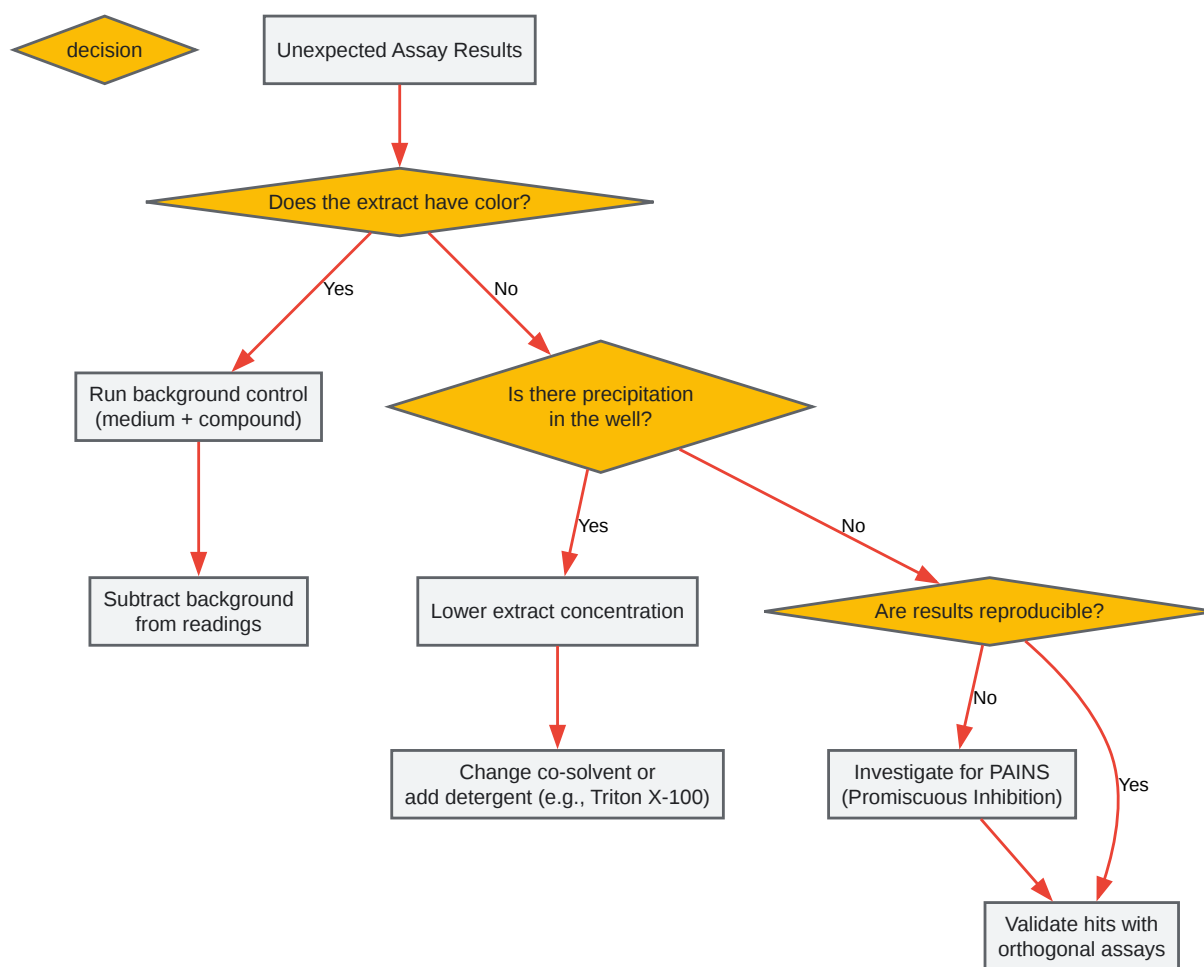 decision
Unexpected Assay Results
Does the extract have color?
Yes
No
Run background control
(medium + compound)
Is there precipitation
in the well?
Yes
No
Subtract background
from readings
Lower extract concentration
Are results reproducible?
No
Yes
Change co-solvent or
add detergent (e.g., Triton X-100)
Investigate for PAINS
(Promiscuous Inhibition)
Validate hits with
orthogonal assays